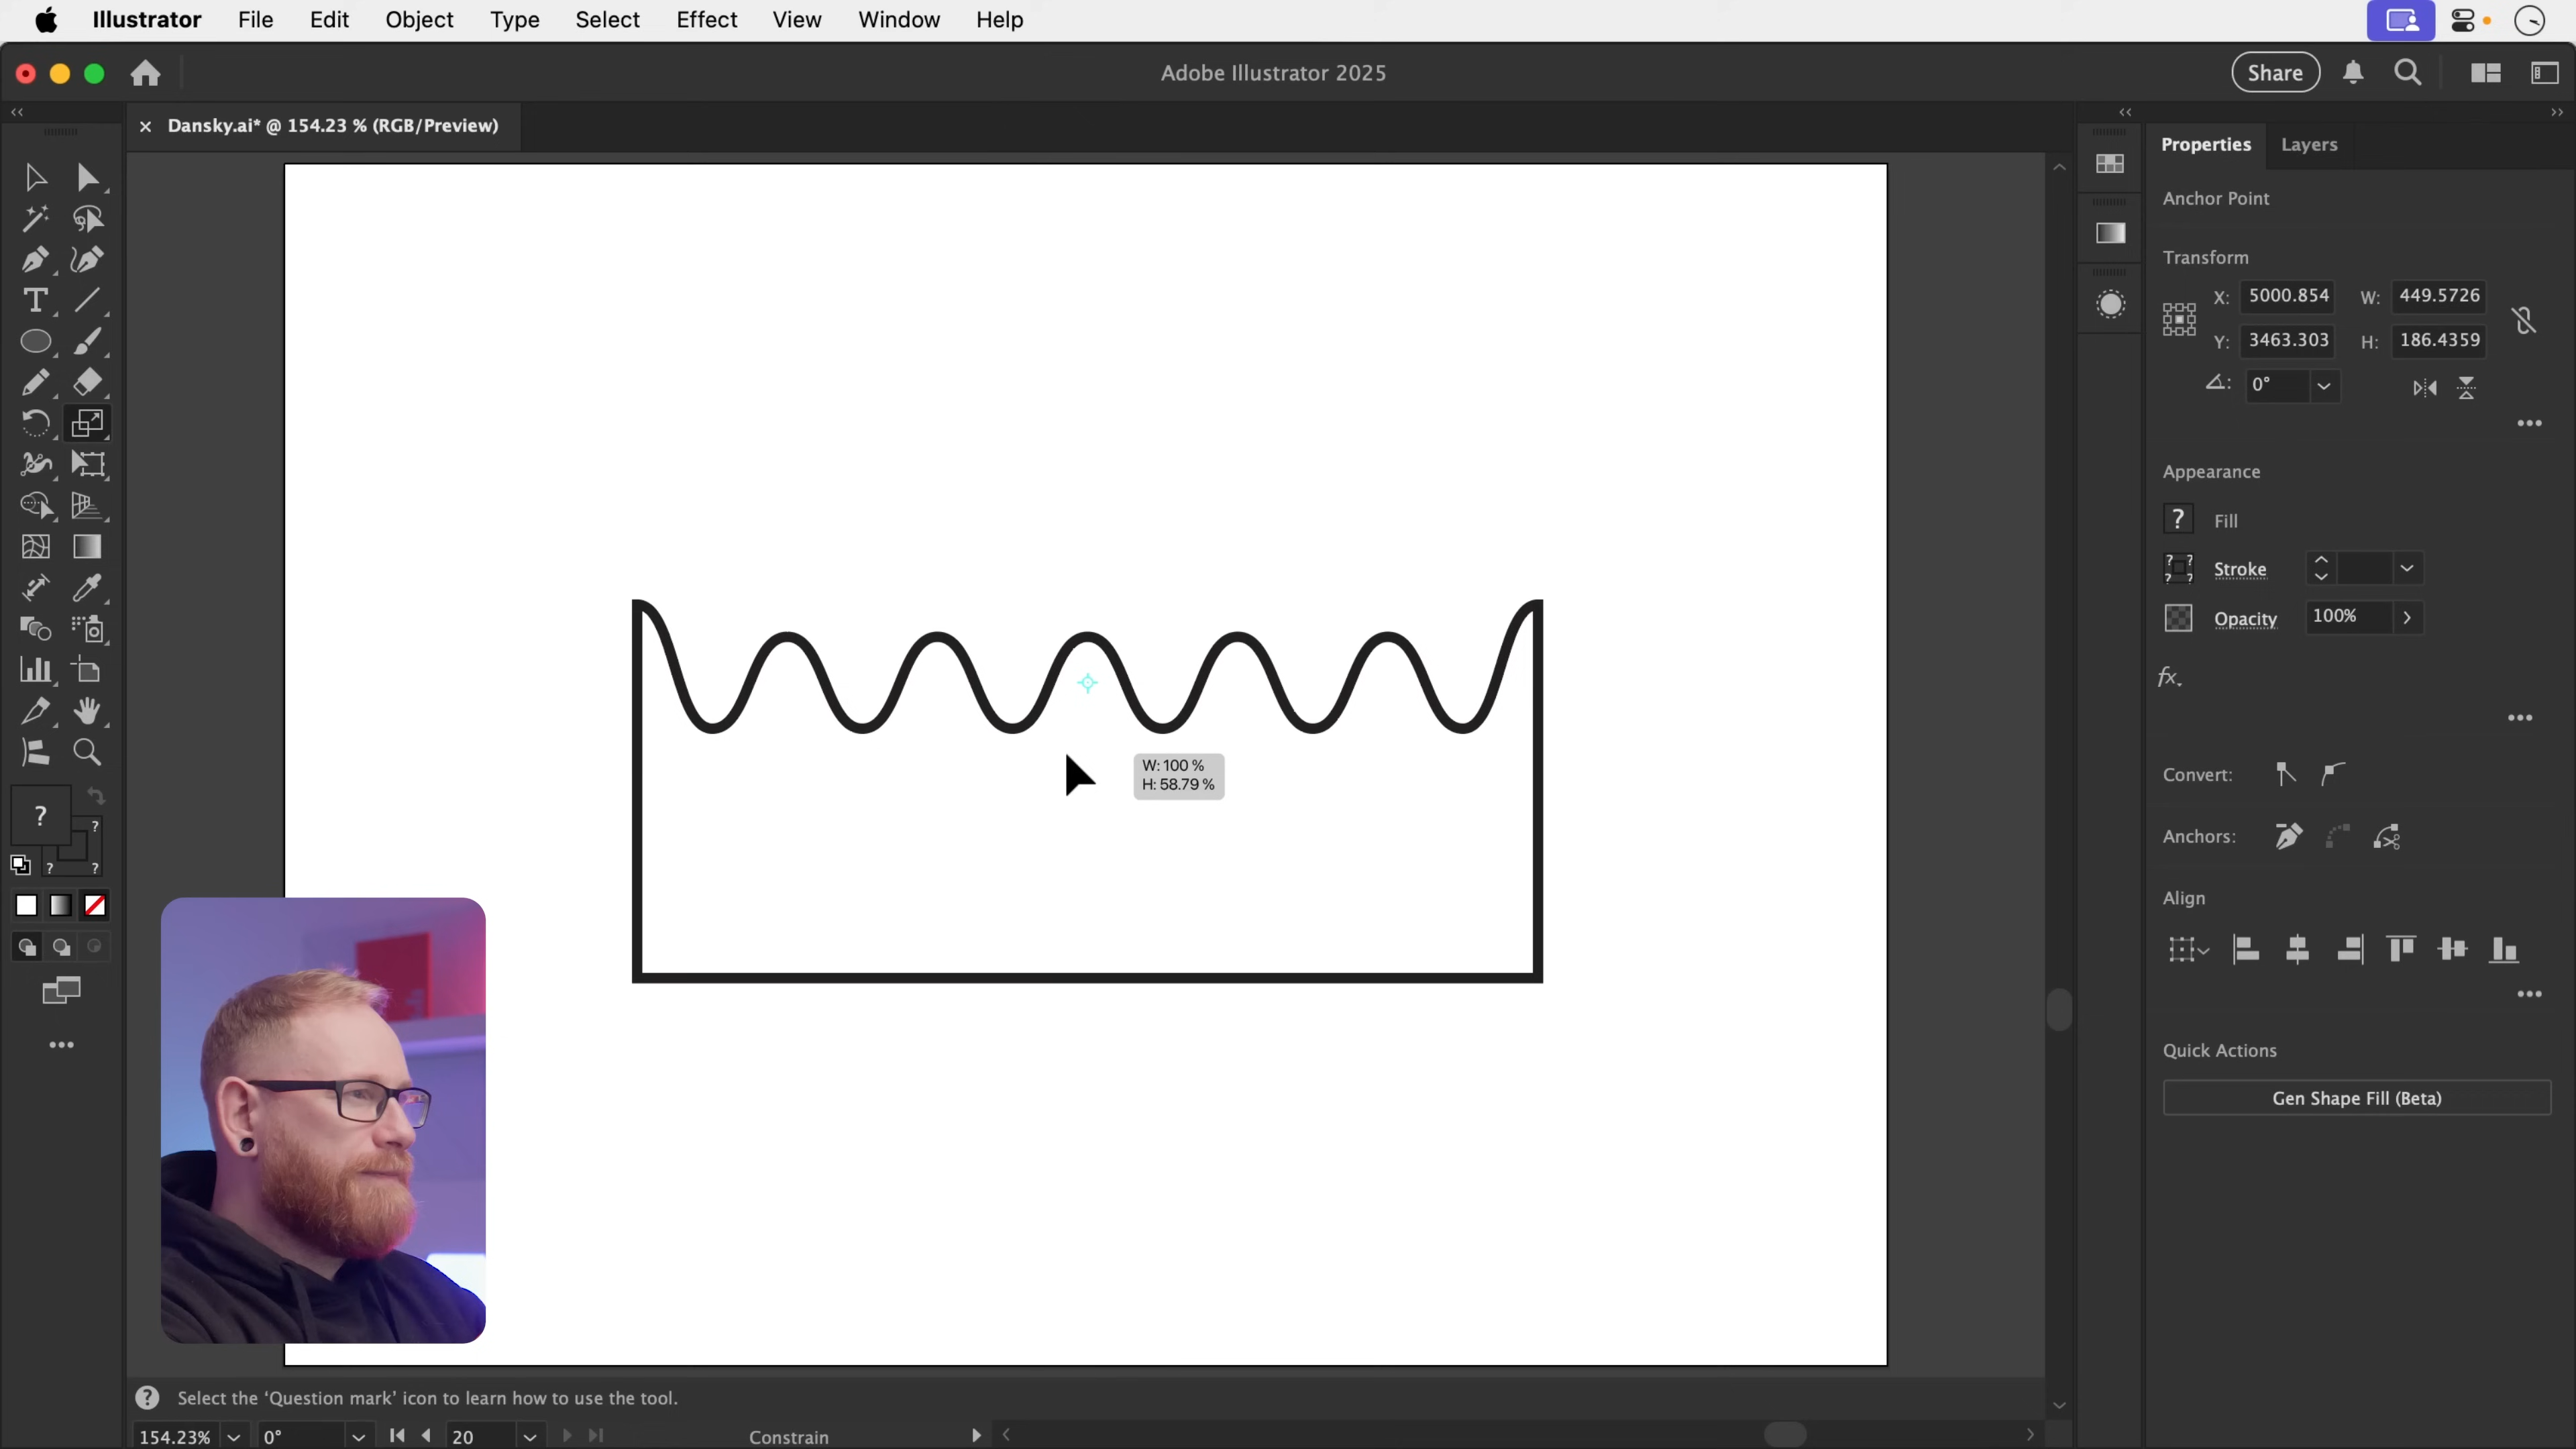 Illustrator File Edit Object Type Select Effect View Window Help
Adobe Illustrator 2025
Share
Dansky.ai* @ 154.23 % (RGB/Preview)
Properties Layers
Anchor Point
Transform
X: 5000.854 W: 449.5726
Y: 3463.303 H: 186.4359
0°
Appearance
? Fill
? ? ? ? Stroke
Opacity 100%
fx.
W: 100 %
H: 58.79 %
Convert:
?
?
? ?
Anchors:
Align
Quick Actions
Gen Shape Fill (Beta)
? Select the ‘Question mark’ icon to learn how to use the tool.
154.23% 0° 20 Constrain